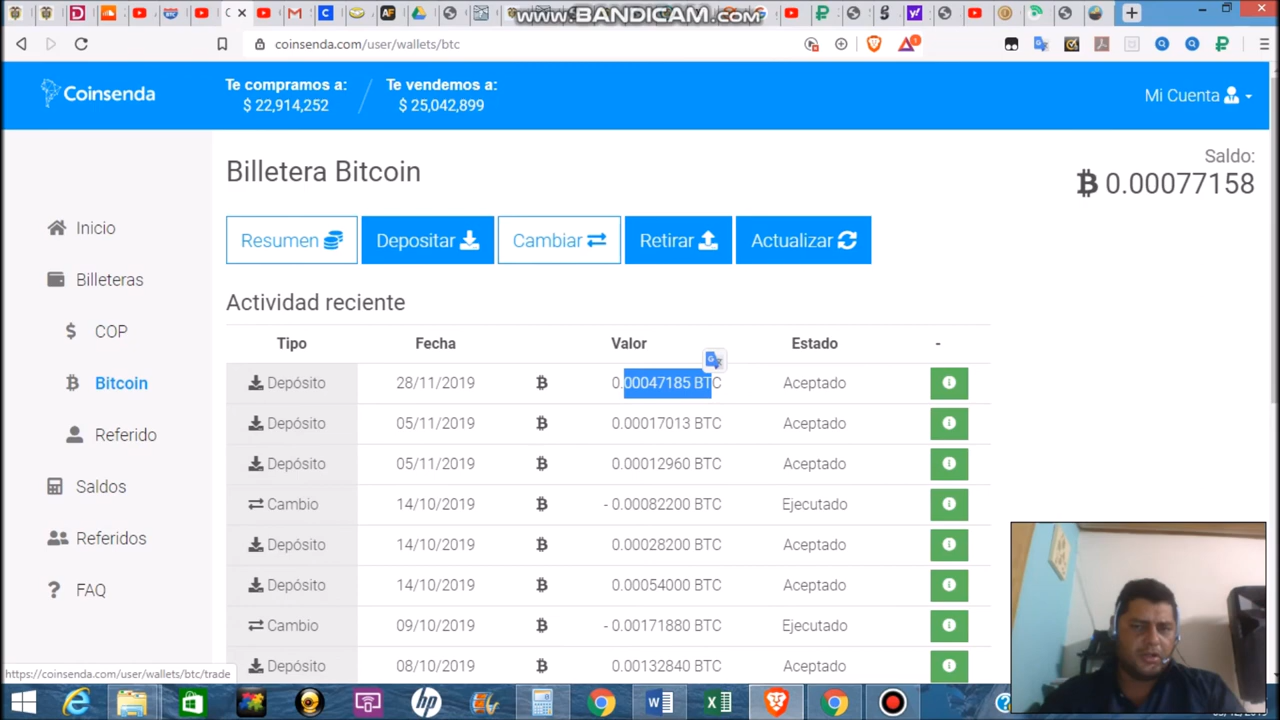 www.BANDICAM.com
coinsenda.com/user/wallets/btc
1
Coinsenda
Te compramos a:
$ 22,914,252
Te vendemos a:
$ 25,042,899
Mi Cuenta
Billetera Bitcoin
Saldo:
0.00077158
Inicio
Billeteras
COP
Bitcoin
Referido
Saldos
Referidos
FAQ
Resumen Depositar Cambiar Retirar Actualizar
Actividad reciente
Tipo Fecha Valor Estado -
Depósito 28/11/2019 0.00047185 BTC Aceptado
Depósito 05/11/2019 0.00017013 BTC Aceptado
Depósito 05/11/2019 0.00012960 BTC Aceptado
Cambio 14/10/2019 - 0.00082200 BTC Ejecutado
Depósito 14/10/2019 0.00028200 BTC Aceptado
Depósito 14/10/2019 0.00054000 BTC Aceptado
Cambio 09/10/2019 - 0.00171880 BTC Ejecutado
Depósito 08/10/2019 0.00132840 BTC Aceptado
https://coinsenda.com/user/wallets/btc/trade